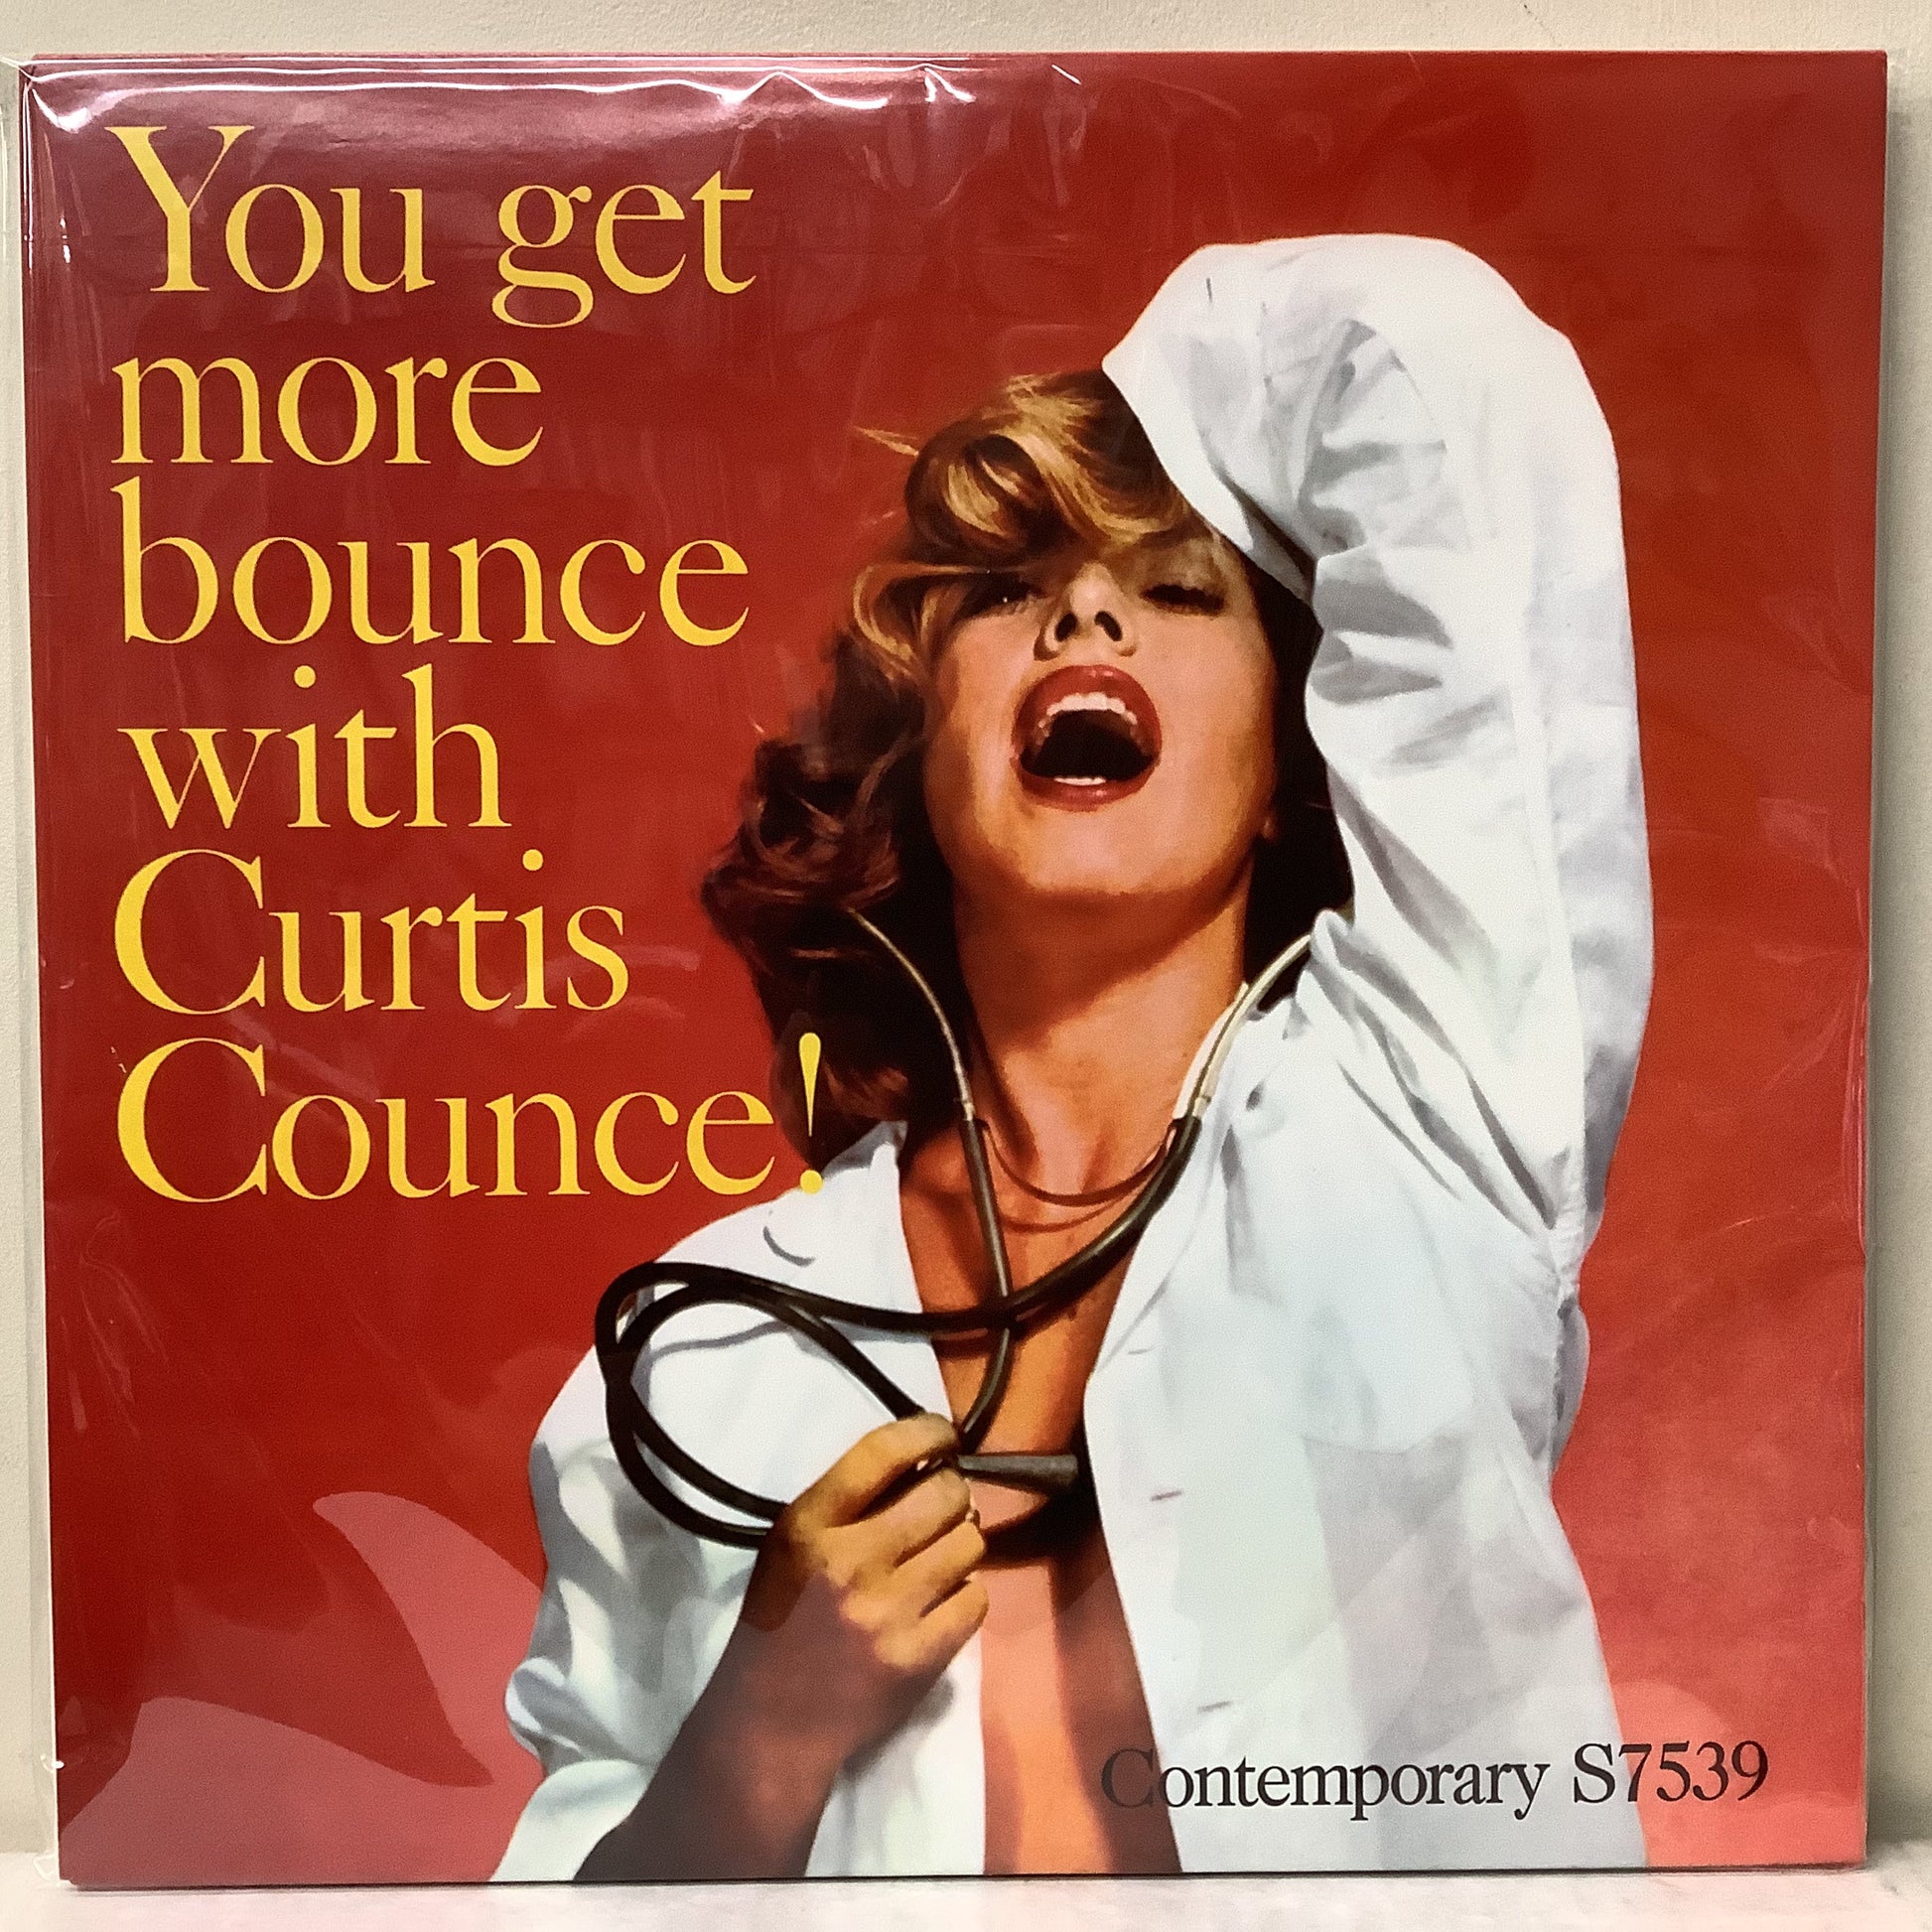 You get
more
bounce
with
Curtis
Counce!
Contemporary S7539